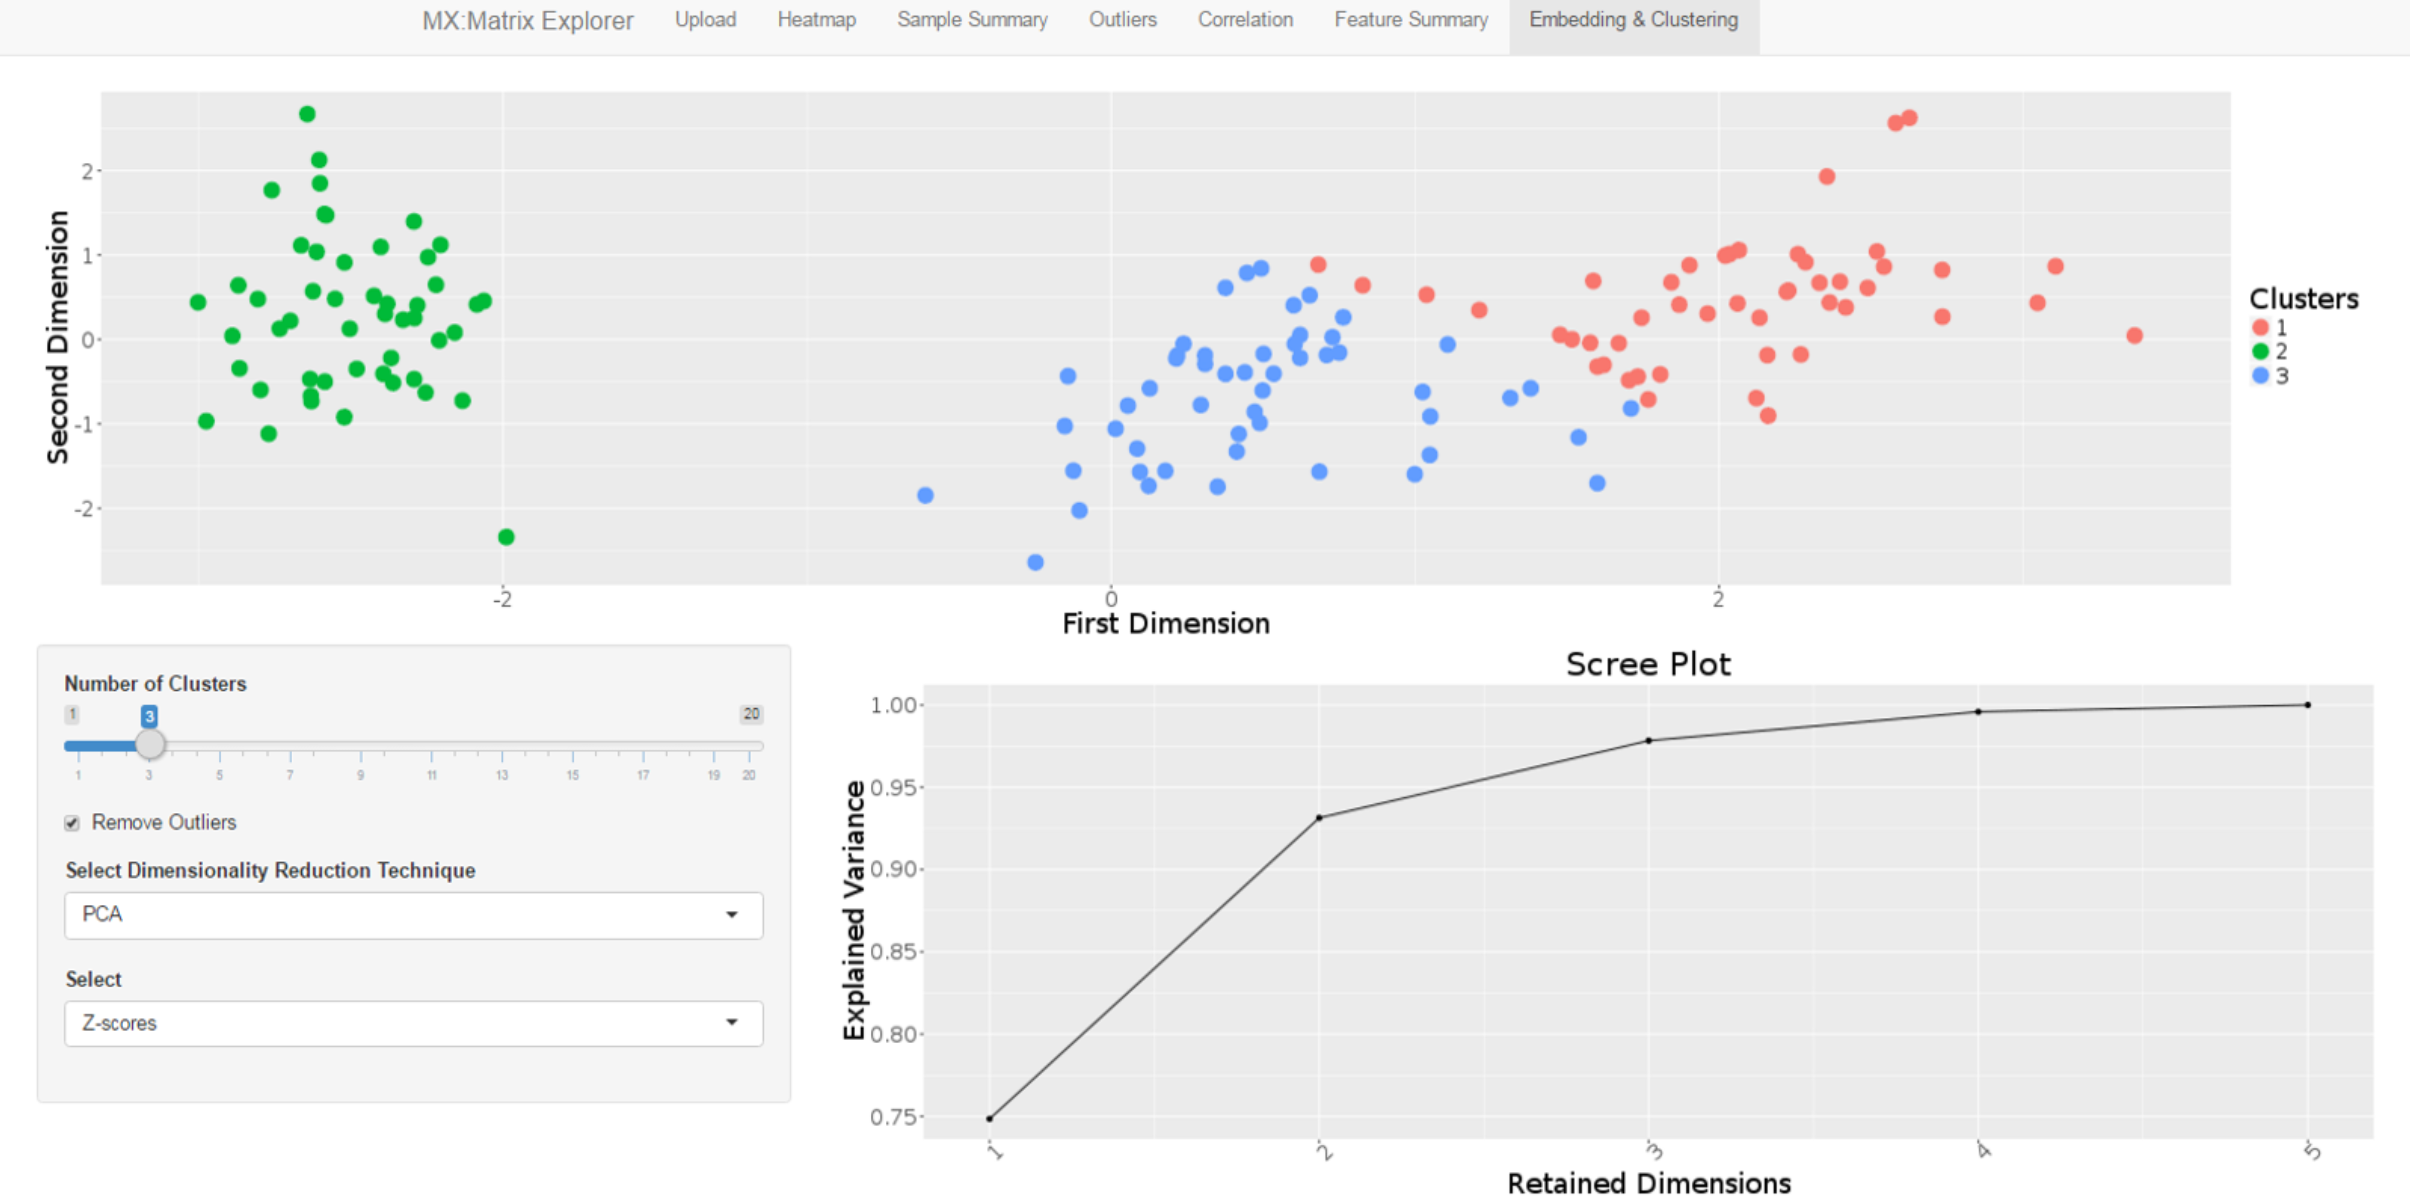 MX:Matrix Explorer Upload Heatmap Sample Summary Outliers Correlation Feature Summary Embedding & Clustering
Second Dimension
2
1
0
-1
-2
-2 0 2
First Dimension
Clusters
1
2
3
Number of Clusters
1 3 20
1 3 5 7 9 11 13 15 17 19 20
Remove Outliers
Select Dimensionality Reduction Technique
PCA
Select
Z-scores
Scree Plot
Explained Variance
1.00
0.95
0.90
0.85
0.80
0.75
1 2 3 4 5
Retained Dimensions